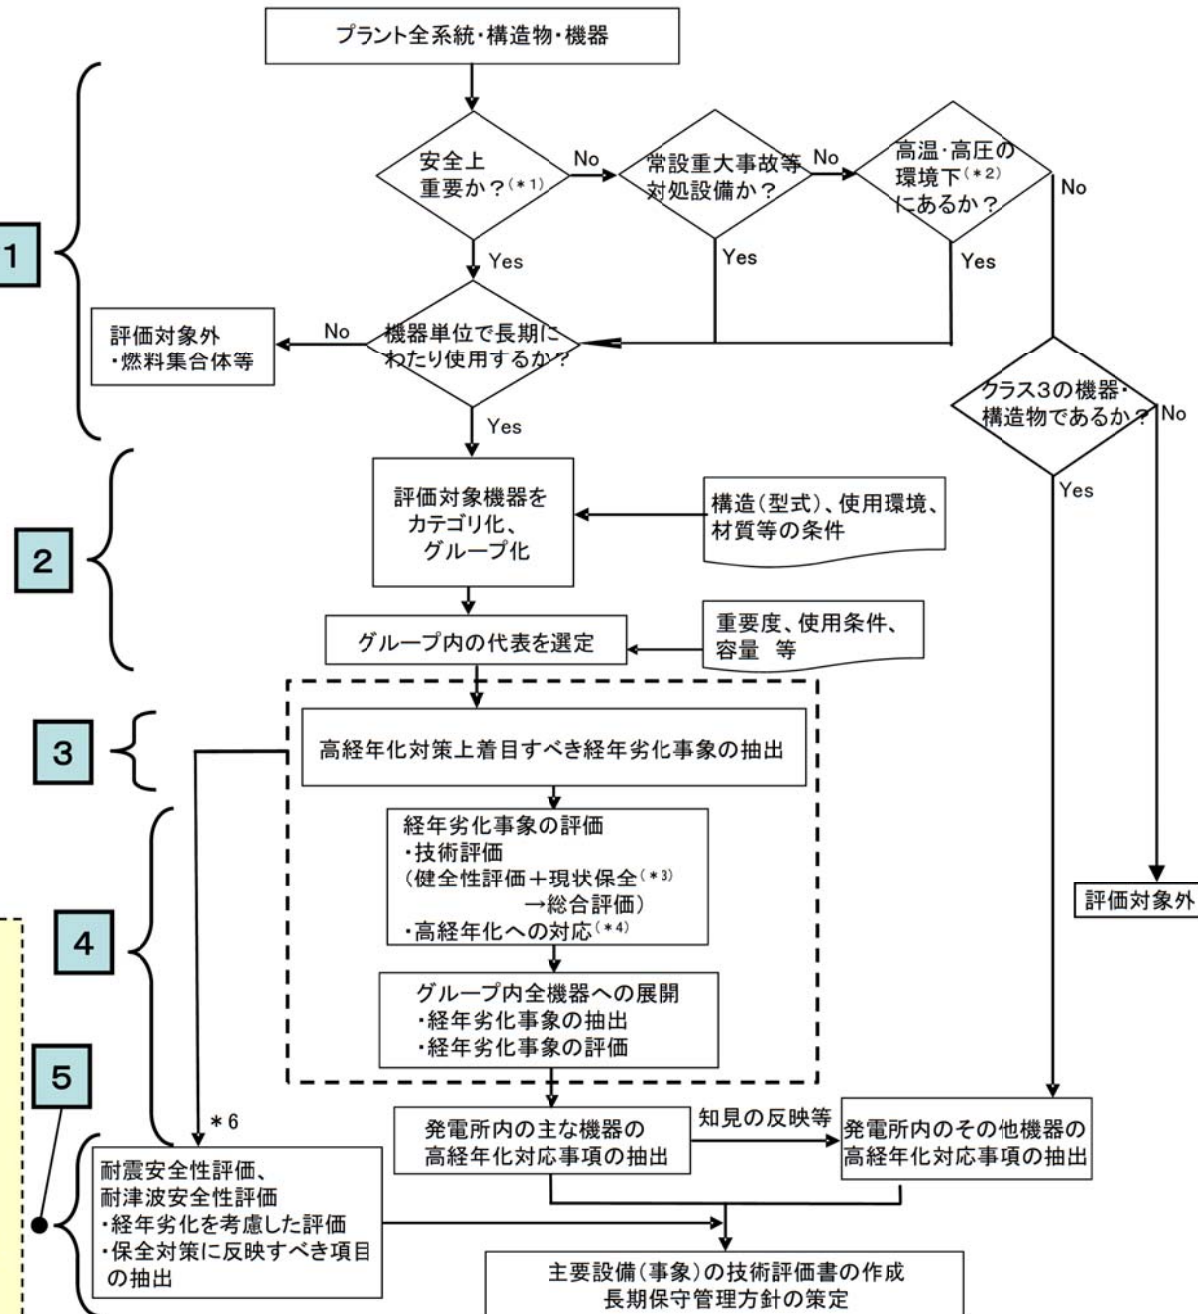 プラント全系統・構造物・機器
安全上
重要か？(＊1)
No
常設重大事故等
対処設備か？
No
高温・高圧の
環境下(＊2)
にあるか？
No
1
Yes
Yes
Yes
評価対象外
・燃料集合体等
No
機器単位で長期に
わたり使用するか？
クラス3の機器・
構造物であるか？
No
Yes
Yes
2
評価対象機器を
カテゴリ化、
グループ化
構造(型式)、使用環境、
材質等の条件
グループ内の代表を選定
重要度、使用条件、
容量 等
3
高経年化対策上着目すべき経年劣化事象の抽出
4
経年劣化事象の評価
・技術評価
(健全性評価＋現状保全(＊3)
→総合評価)
・高経年化への対応(＊4)
評価対象外
グループ内全機器への展開
・経年劣化事象の抽出
・経年劣化事象の評価
5
＊6
発電所内の主な機器の
高経年化対応事項の抽出
知見の反映等
発電所内のその他機器の
高経年化対応事項の抽出
耐震安全性評価、
耐津波安全性評価
・経年劣化を考慮した評価
・保全対策に反映すべき項目
の抽出
主要設備(事象)の技術評価書の作成
長期保守管理方針の策定